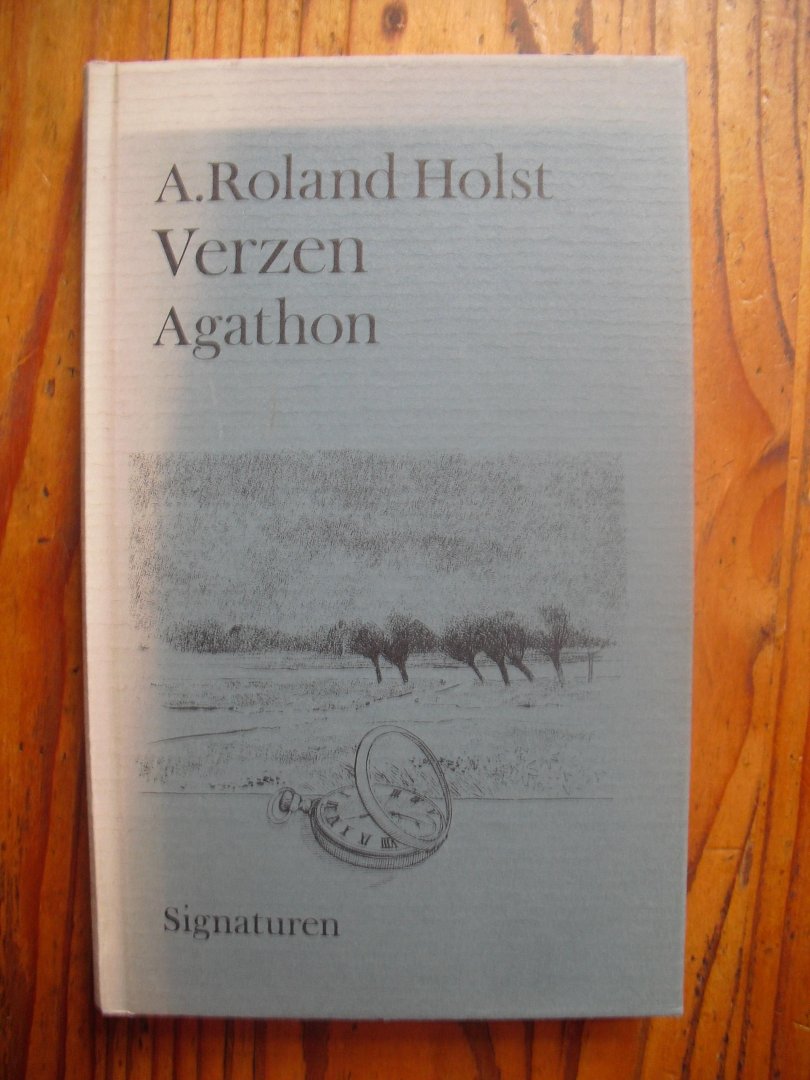 A.Roland Holst
Verzen
Agathon
Signaturen